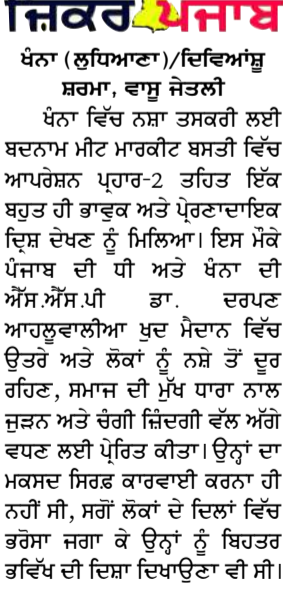 ਜ਼ਿਕਰ ਪੰਜਾਬ
ਖੰਨਾ (ਲੁਧਿਆਣਾ)/ਦਿਵਿਆਂਸ਼ੂ
ਸ਼ਰਮਾ, ਵਾਸੂ ਜੇਤਲੀ
ਖੰਨਾ ਵਿੱਚ ਨਸ਼ਾ ਤਸਕਰੀ ਲਈ
ਬਦਨਾਮ ਮੀਟ ਮਾਰਕੀਟ ਬਸਤੀ ਵਿੱਚ
ਆਪਰੇਸ਼ਨ ਪ੍ਰਹਾਰ-2 ਤਹਿਤ ਇੱਕ
ਬਹੁਤ ਹੀ ਭਾਵੁਕ ਅਤੇ ਪ੍ਰੇਰਣਾਦਾਇਕ
ਦ੍ਰਿਸ਼ ਦੇਖਣ ਨੂੰ ਮਿਲਿਆ। ਇਸ ਮੌਕੇ
ਪੰਜਾਬ ਦੀ ਧੀ ਅਤੇ ਖੰਨਾ ਦੀ
ਐੱਸ.ਐੱਸ.ਪੀ ਡਾ. ਦਰਪਣ
ਆਹਲੂਵਾਲੀਆ ਖੁਦ ਮੈਦਾਨ ਵਿੱਚ
ਉਤਰੇ ਅਤੇ ਲੋਕਾਂ ਨੂੰ ਨਸ਼ੇ ਤੋਂ ਦੂਰ
ਰਹਿਣ, ਸਮਾਜ ਦੀ ਮੁੱਖ ਧਾਰਾ ਨਾਲ
ਜੁੜਨ ਅਤੇ ਚੰਗੀ ਜ਼ਿੰਦਗੀ ਵੱਲ ਅੱਗੇ
ਵਧਣ ਲਈ ਪ੍ਰੇਰਿਤ ਕੀਤਾ। ਉਨ੍ਹਾਂ ਦਾ
ਮਕਸਦ ਸਿਰਫ਼ ਕਾਰਵਾਈ ਕਰਨਾ ਹੀ
ਨਹੀਂ ਸੀ, ਸਗੋਂ ਲੋਕਾਂ ਦੇ ਦਿਲਾਂ ਵਿੱਚ
ਭਰੋਸਾ ਜਗਾ ਕੇ ਉਨ੍ਹਾਂ ਨੂੰ ਬਿਹਤਰ
ਭਵਿੱਖ ਦੀ ਦਿਸ਼ਾ ਦਿਖਾਉਣਾ ਵੀ ਸੀ।